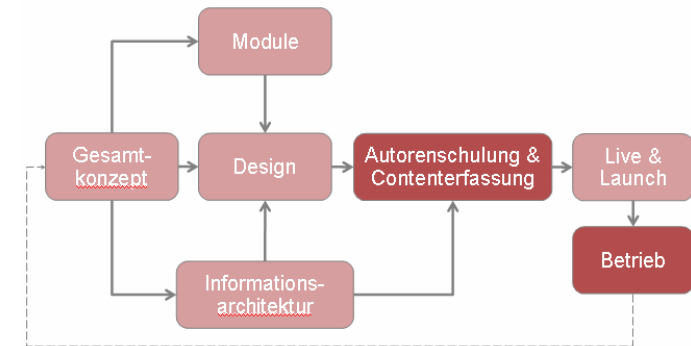 Module
Gesamt-
konzept
Design
Autorenschulung &
Contenterfassung
Live &
Launch
Betrieb
Informations-
architektur